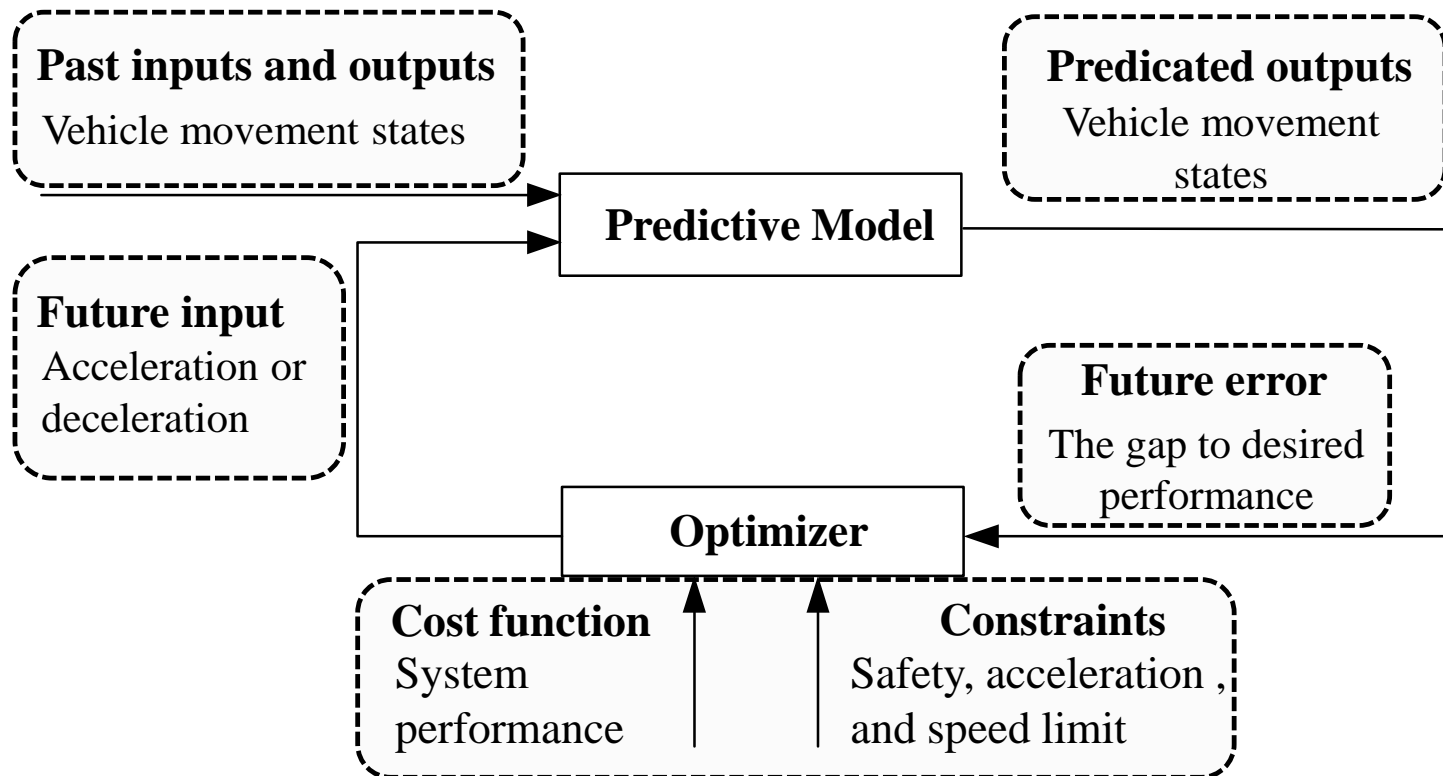 Past inputs and outputs
Vehicle movement states
Predicated outputs
Vehicle movement
states
Predictive Model
Future input
Acceleration or
deceleration
Future error
The gap to desired
performance
Optimizer
Cost function
System
performance
Constraints
Safety, acceleration ,
and speed limit